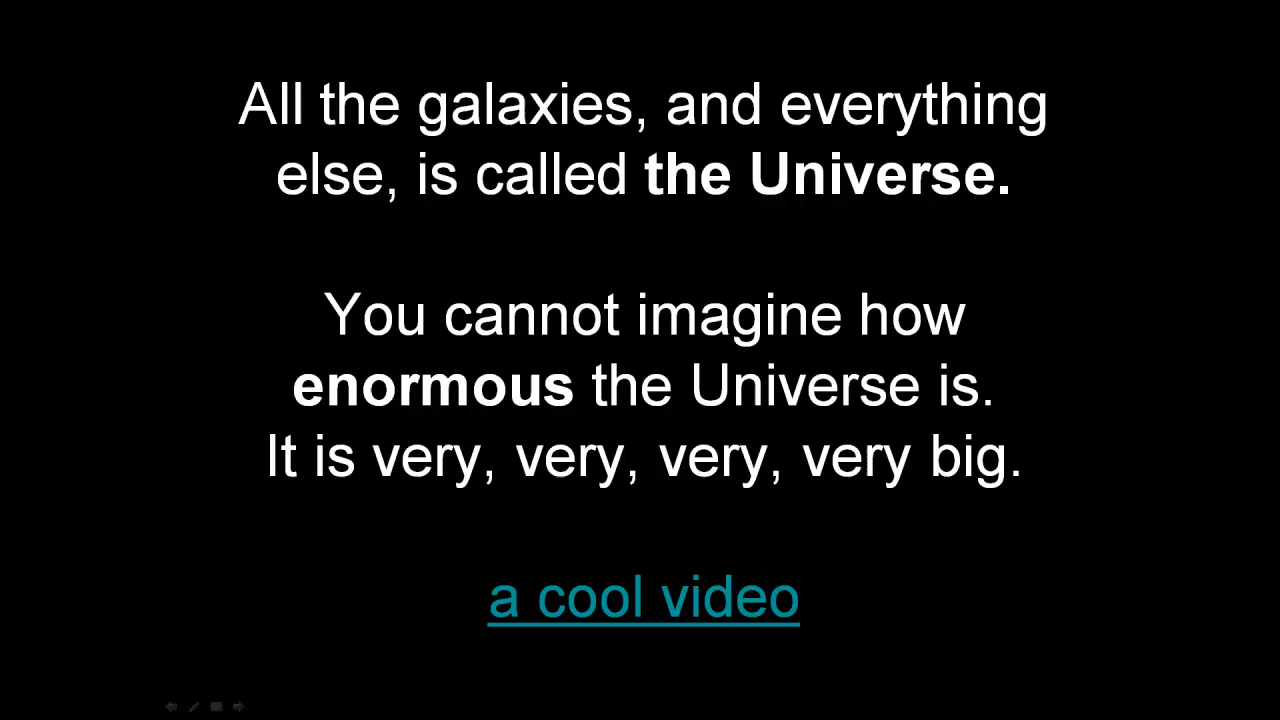 All the galaxies, and everything
else, is called the Universe.
You cannot imagine how
enormous the Universe is.
It is very, very, very, very big.
a cool video